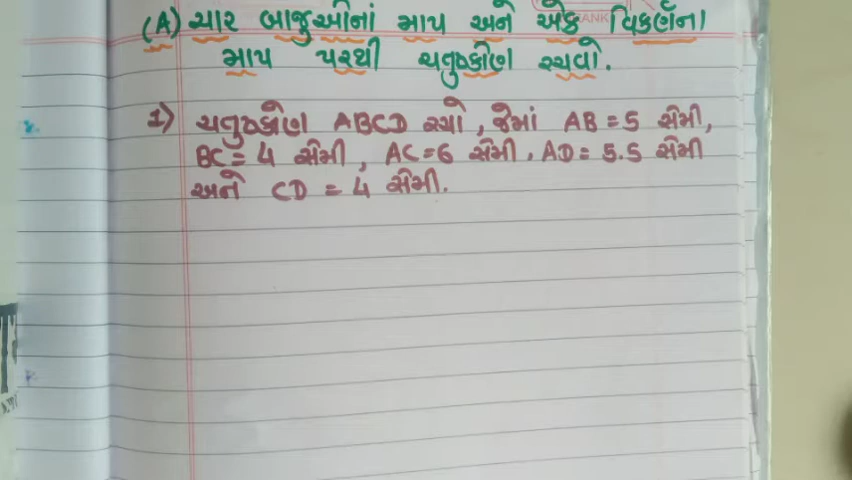 (A) ચાર બાજુઓનાં માપ અને એક વિકર્ણના
માપ પરથી ચતુષ્કોણ રચવો.
1) ચતુષ્કોણ ABCD રચો, જેમાં AB = 5 સેમી,
BC = 4 સેમી, AC = 6 સેમી, AD = 5.5 સેમી
અને CD = 4 સેમી.